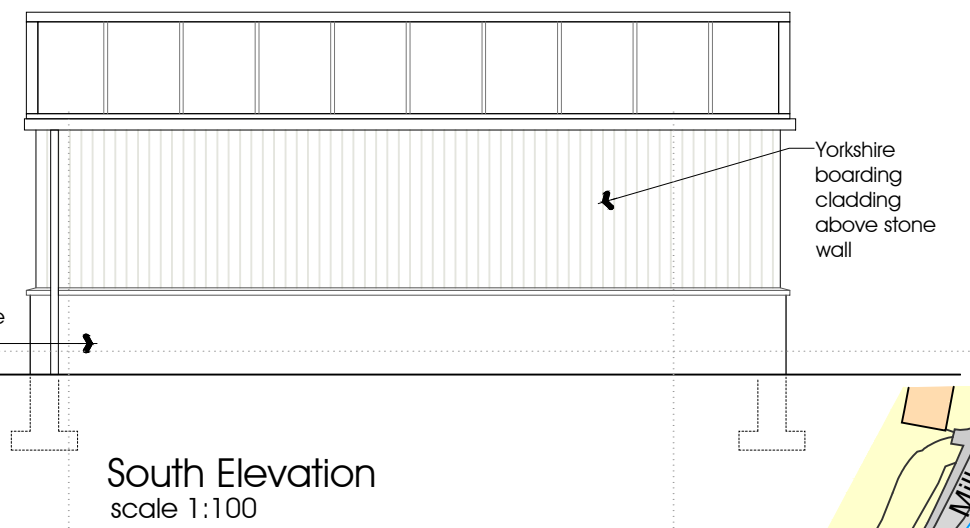 Yorkshire
boarding
cladding
above stone
wall
South Elevation
scale 1:100